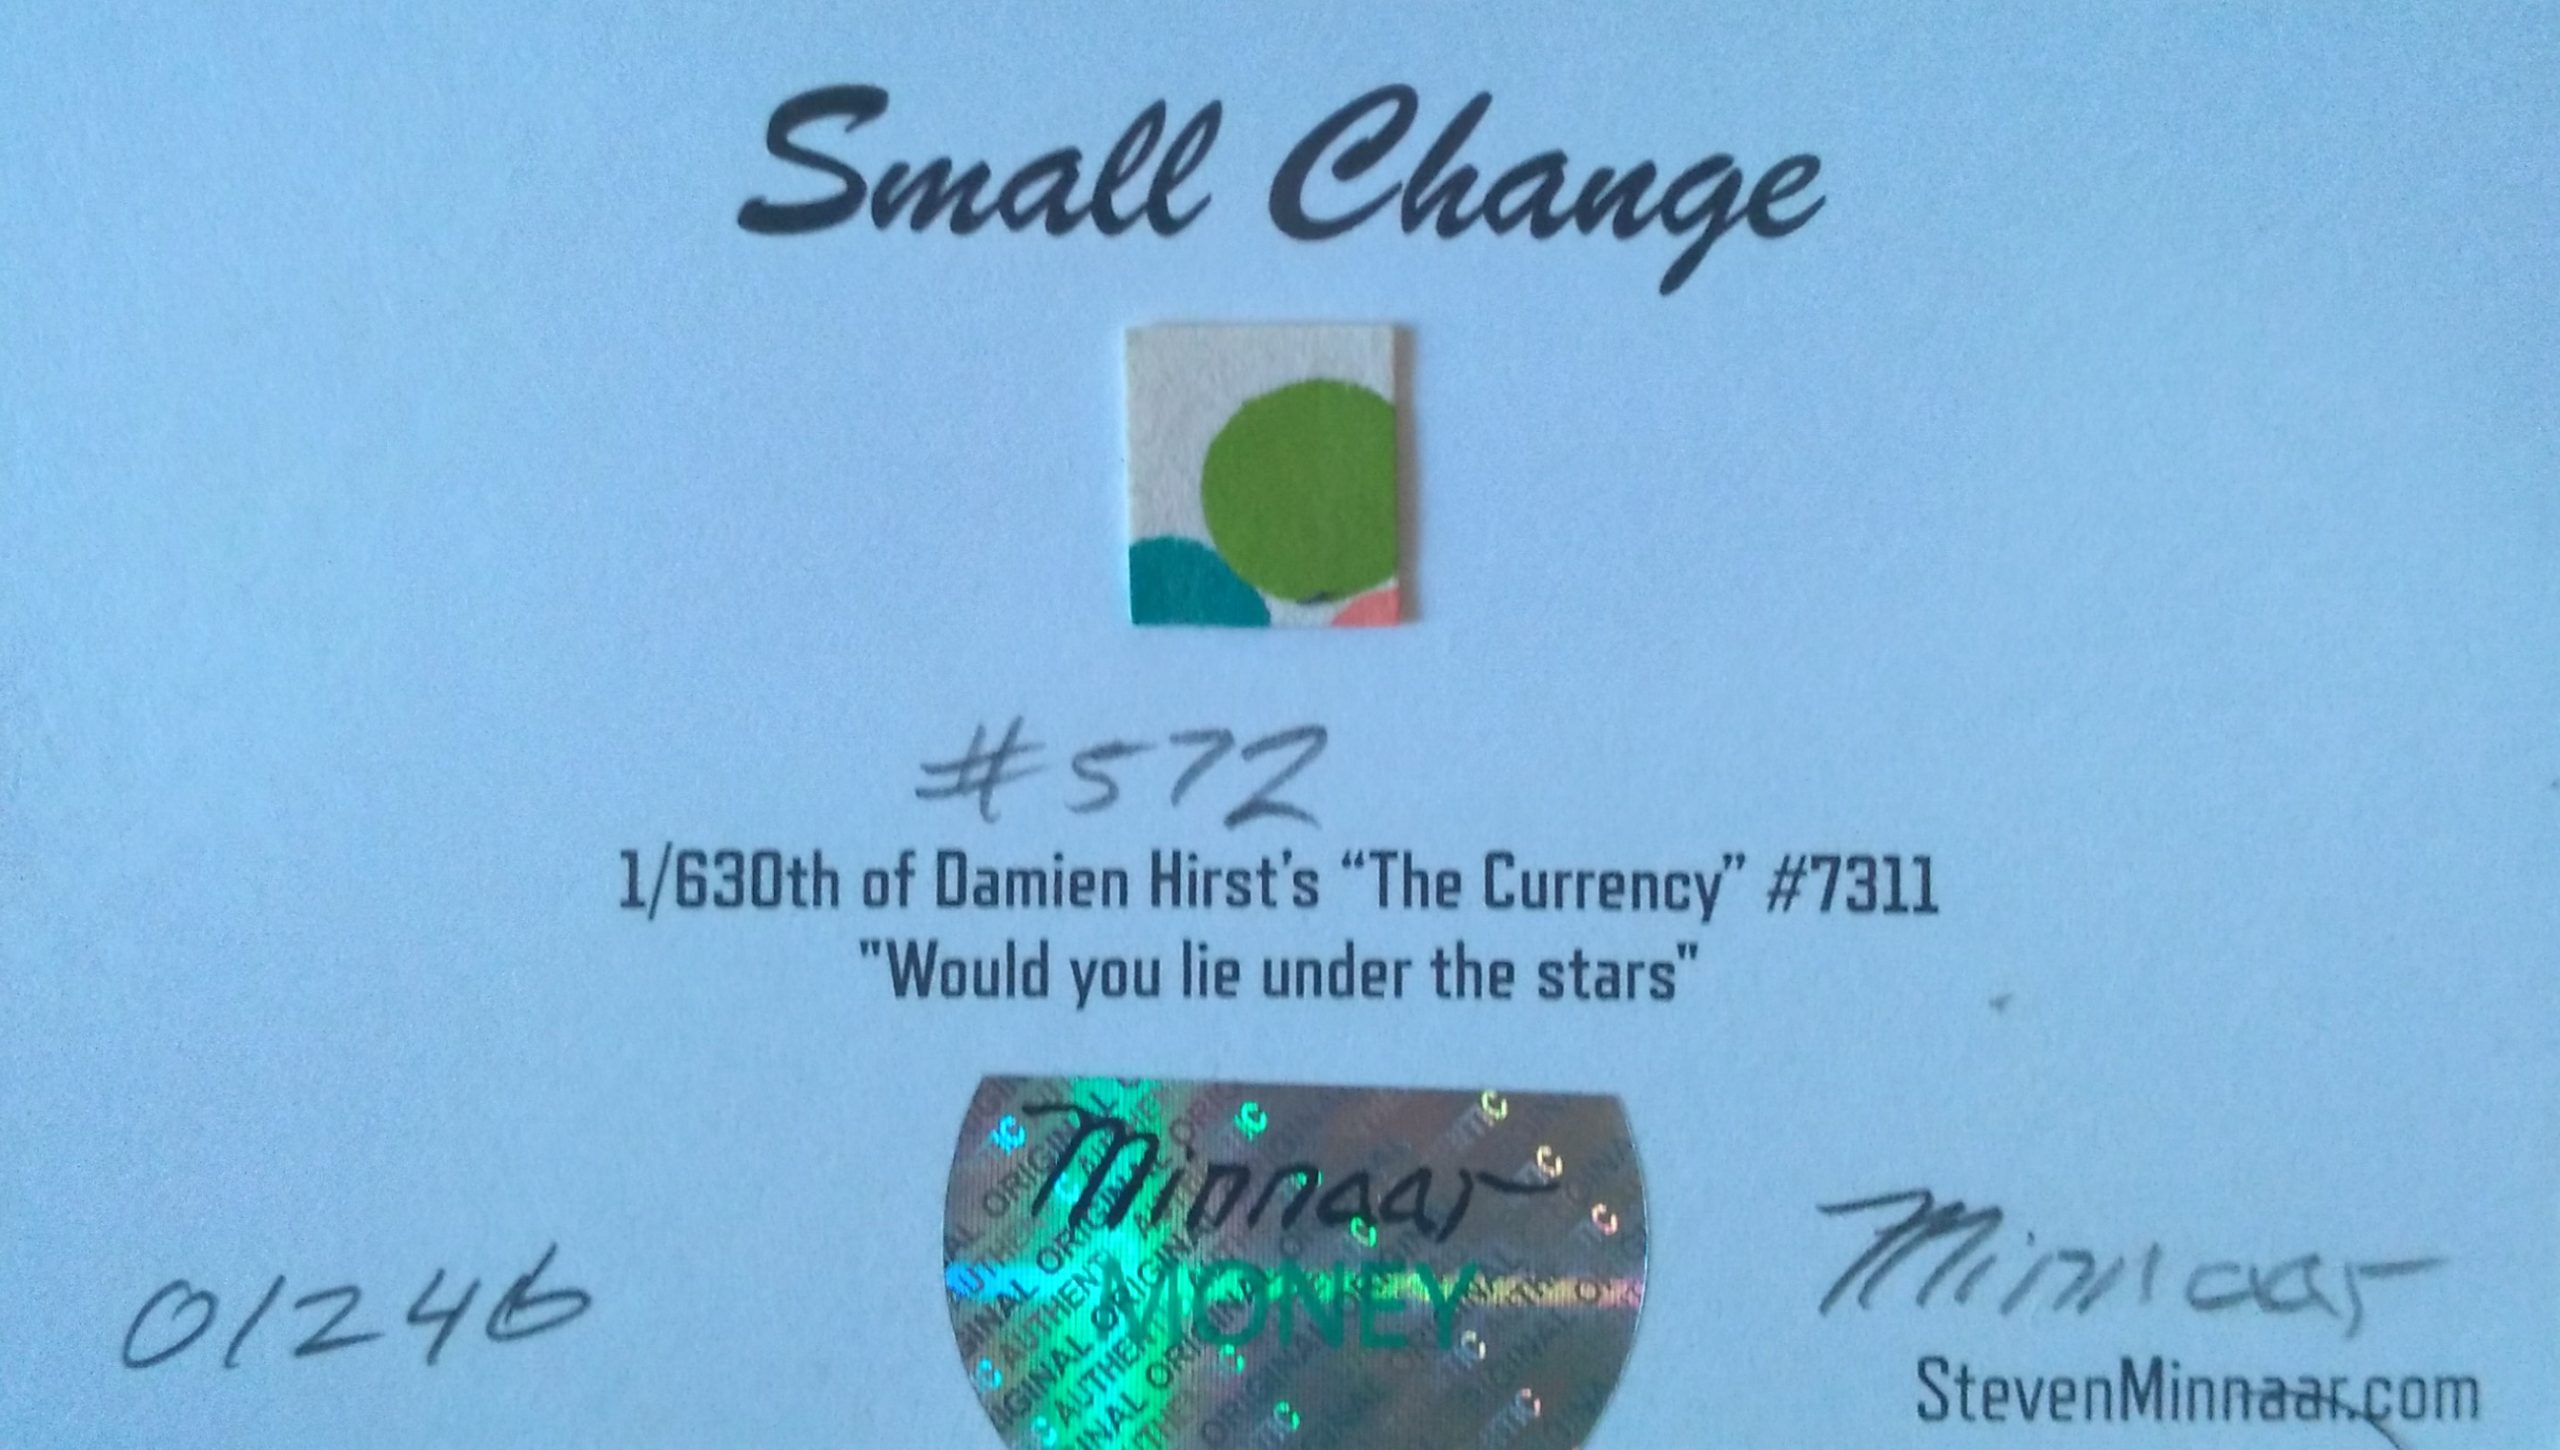 Small Change
#572
1/630th of Damien Hirst's “The Currency” #7311
"Would you lie under the stars"
Minnaar
MONEY
01246
Minnaar
StevenMinnaar.com